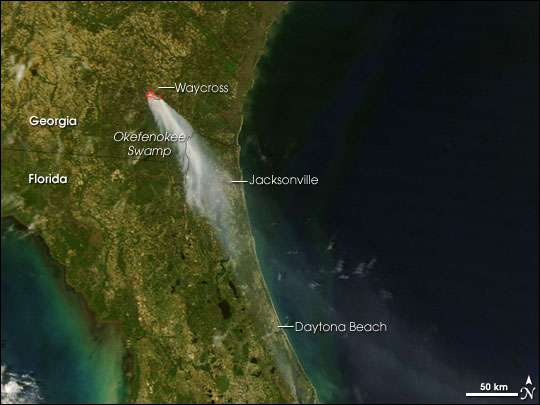 Waycross
Georgia
Okefenokee
Swamp
Florida
Jacksonville
Daytona Beach
50 km
N